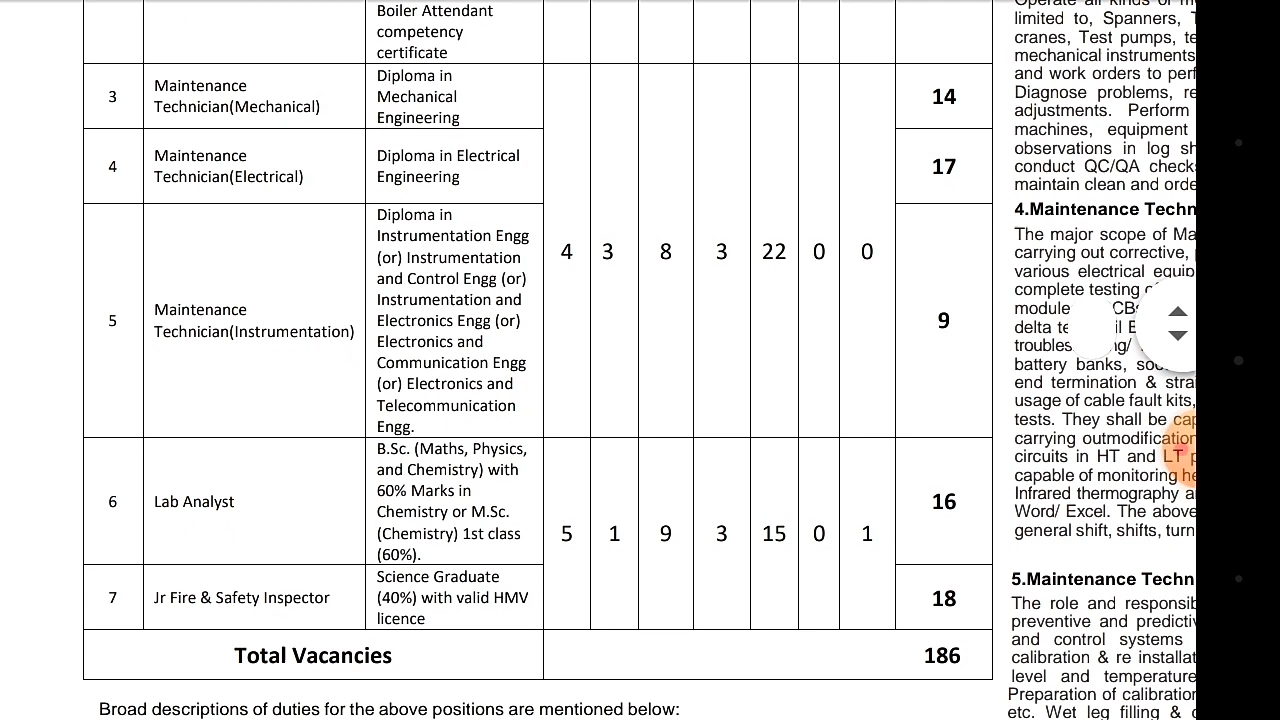 Boiler Attendant
competency
certificate
3
Maintenance
Technician(Mechanical)
Diploma in
Mechanical
Engineering
14
4
Maintenance
Technician(Electrical)
Diploma in Electrical
Engineering
17
5
Maintenance
Technician(Instrumentation)
Diploma in
Instrumentation Engg
(or) Instrumentation
and Control Engg (or)
Instrumentation and
Electronics Engg (or)
Electronics and
Communication Engg
(or) Electronics and
Telecommunication
Engg.
4 3 8 3 22 0 0
9
6
Lab Analyst
B.Sc. (Maths, Physics,
and Chemistry) with
60% Marks in
Chemistry or M.Sc.
(Chemistry) 1st class
(60%).
16
5 1 9 3 15 0 1
7
Jr Fire & Safety Inspector
Science Graduate
(40%) with valid HMV
licence
18
Total Vacancies 186
Broad descriptions of duties for the above positions are mentioned below:
limited to, Spanners,
cranes, Test pumps,
mechanical instruments
and work orders to
Diagnose problems,
adjustments. Perform
machines, equipment
observations in log
conduct QC/QA
maintain clean and
4.Maintenance
The major scope of
carrying out corrective,
various electrical
complete testing
delta
battery banks,
end termination &
usage of cable fault kits,
tests. They shall be
carrying
circuits in HT and LT
capable of monitoring
Infrared thermography
Word/ Excel. The above
general shift, shifts,
5.Maintenance
The role and
preventive and
and control systems
calibration & re
level and temperature
Preparation of calibration
etc. Wet leg filling &